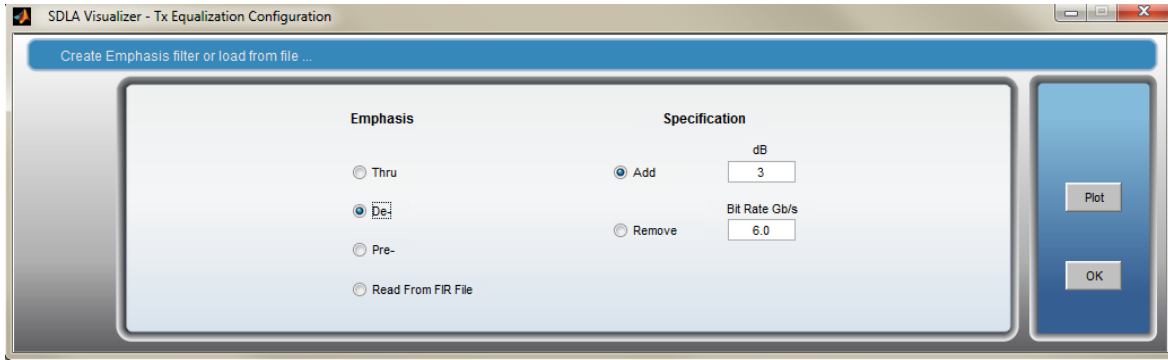 SDLA Visualizer - Tx Equalization Configuration
Create Emphasis filter or load from file ...
Emphasis
Thru
De-
Pre-
Read From FIR File
Specification
dB
Add
3
Bit Rate Gb/s
Remove
6.0
Plot
OK